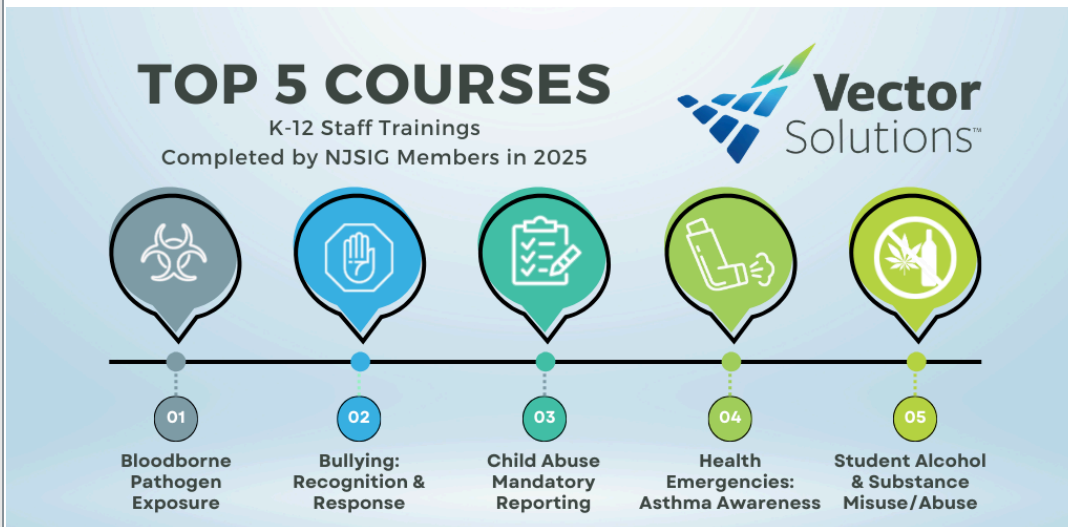 TOP 5 COURSES
K-12 Staff Trainings
Completed by NJSIG Members in 2025
Vector
Solutions™
01
Bloodborne
Pathogen
Exposure
02
Bullying:
Recognition &
Response
03
Child Abuse
Mandatory
Reporting
04
Health
Emergencies:
Asthma Awareness
05
Student Alcohol
& Substance
Misuse/Abuse